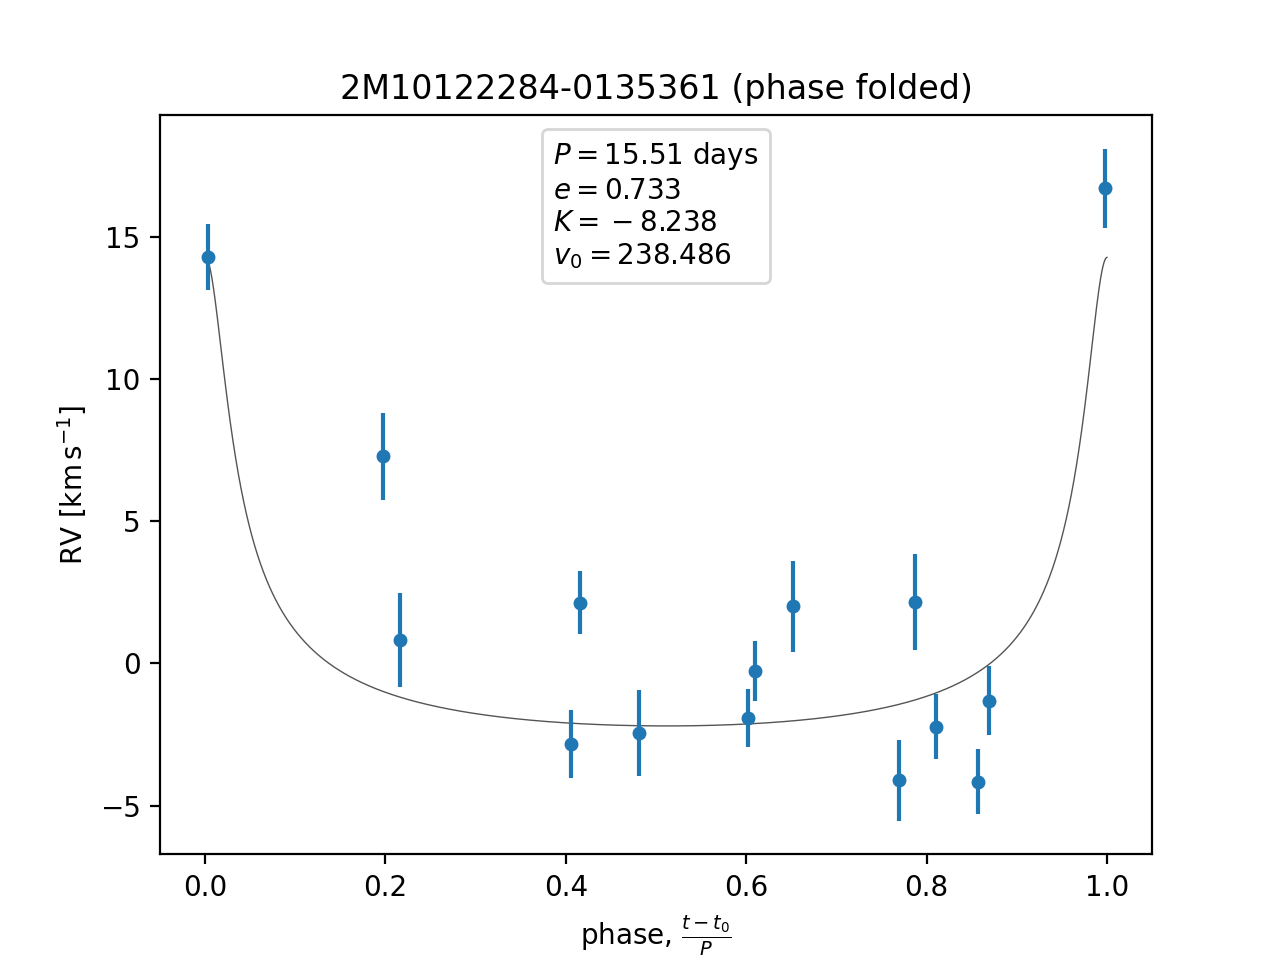 2M10122284-0135361 (phase folded)
P = 15.51 days
e = 0.733
K = −8.238
v₀ = 238.486
15
10
5
0
−5
RV [km s⁻¹]
0.0 0.2 0.4 0.6 0.8 1.0
phase, (t − t₀)/P